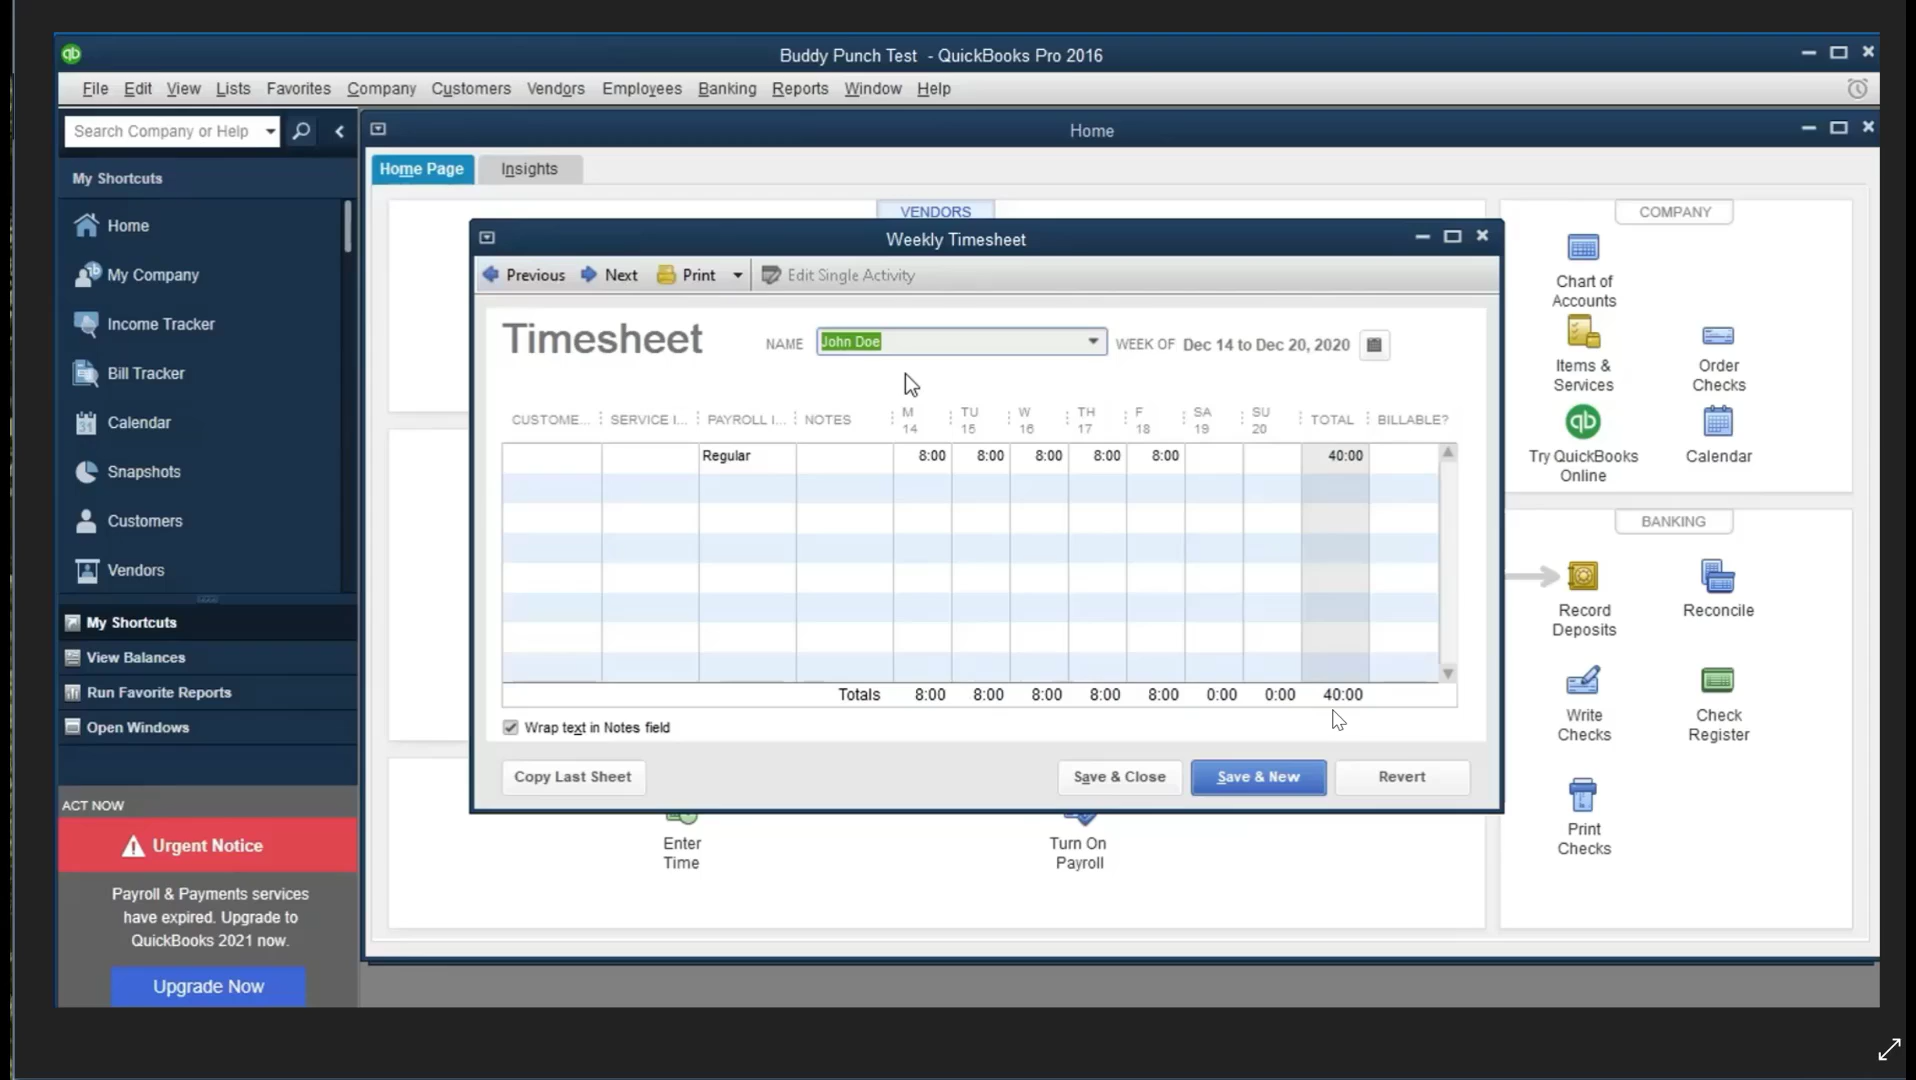 qb
Buddy Punch Test - QuickBooks Pro 2016
File Edit View Lists Favorites Company Customers Vendors Employees Banking Reports Window Help
Search Company or Help
Home
My Shortcuts
Home
My Company
Income Tracker
Bill Tracker
31
Calendar
Snapshots
Customers
Vendors
My Shortcuts
View Balances
Run Favorite Reports
Open Windows
ACT NOW
Urgent Notice
Payroll & Payments services
have expired. Upgrade to
QuickBooks 2021 now.
Upgrade Now
Home Page Insights
VENDORS
Weekly Timesheet
Previous Next Print Edit Single Activity
Timesheet NAME John Doe WEEK OF Dec 14 to Dec 20, 2020
CUSTOME... SERVICE I... PAYROLL I... NOTES M 14 TU 15 W 16 TH 17 F 18 SA 19 SU 20 TOTAL BILLABLE?
Regular 8:00 8:00 8:00 8:00 8:00 40:00
Totals 8:00 8:00 8:00 8:00 8:00 0:00 0:00 40:00
Wrap text in Notes field
Copy Last Sheet Save & Close Save & New Revert
Enter
Time
Turn On
Payroll
COMPANY
Chart of
Accounts
Items &
Services
Order
Checks
qb
Try QuickBooks
Online
Calendar
BANKING
Record
Deposits
Reconcile
Write
Checks
Check
Register
Print
Checks